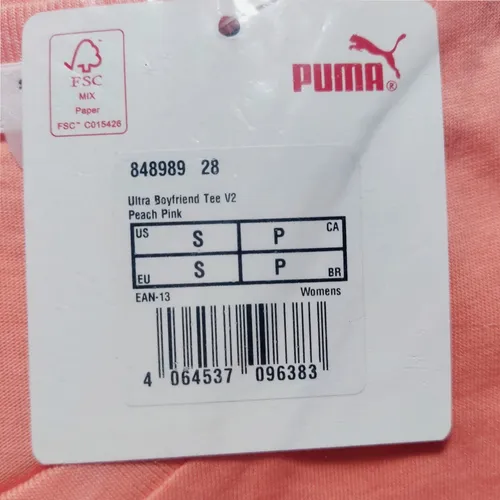 FSC
MIX
Paper
FSC™ C015426
PUMA®
848989 28
Ultra Boyfriend Tee V2
Peach Pink
US S P CA
EU S P BR
EAN-13 Womens
4 064537 096383